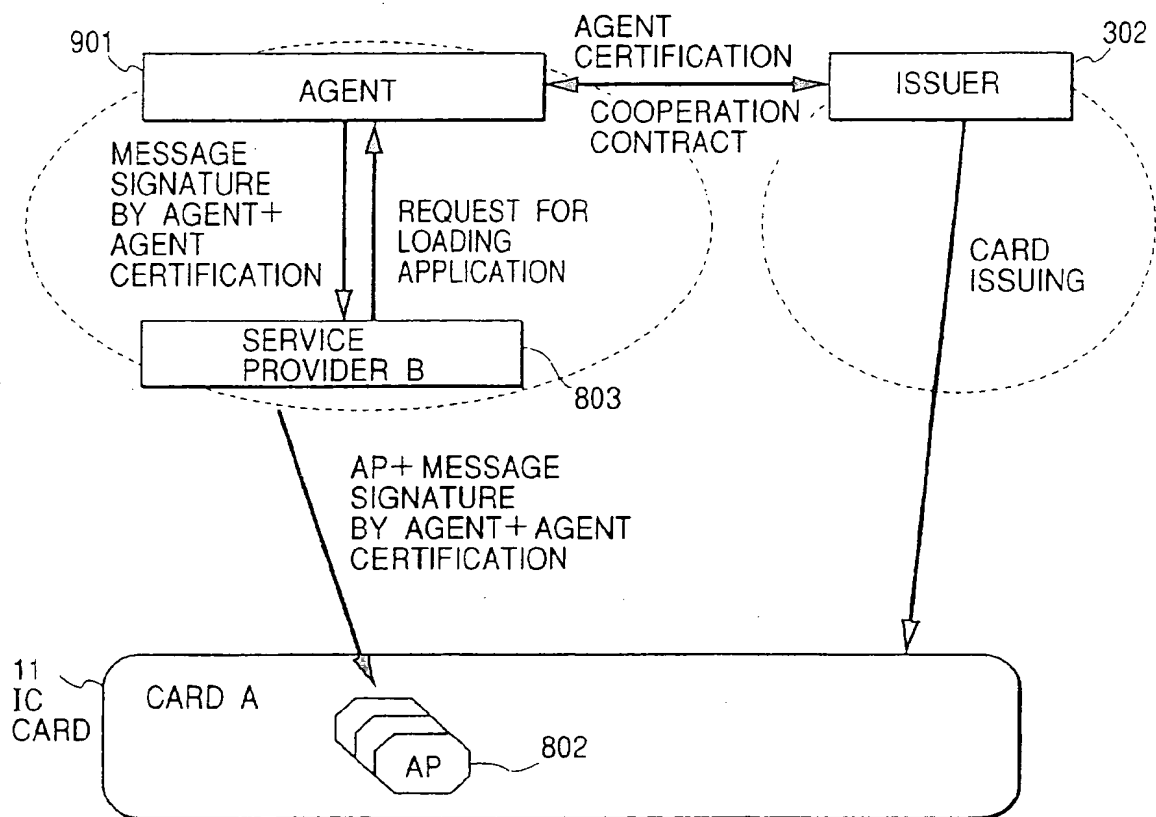 901
AGENT
AGENT
CERTIFICATION
COOPERATION
CONTRACT
302
ISSUER
MESSAGE
SIGNATURE
BY AGENT+
AGENT
CERTIFICATION
REQUEST FOR
LOADING
APPLICATION
CARD
ISSUING
SERVICE
PROVIDER B
803
AP+MESSAGE
SIGNATURE
BY AGENT+AGENT
CERTIFICATION
11
IC
CARD
CARD A
AP
802